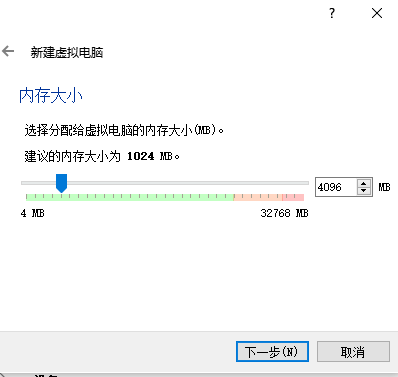 ?
新建虚拟电脑
内存大小
选择分配给虚拟电脑的内存大小(MB)。
建议的内存大小为 1024 MB。
4096 MB
4 MB 32768 MB
下一步(N) 取消